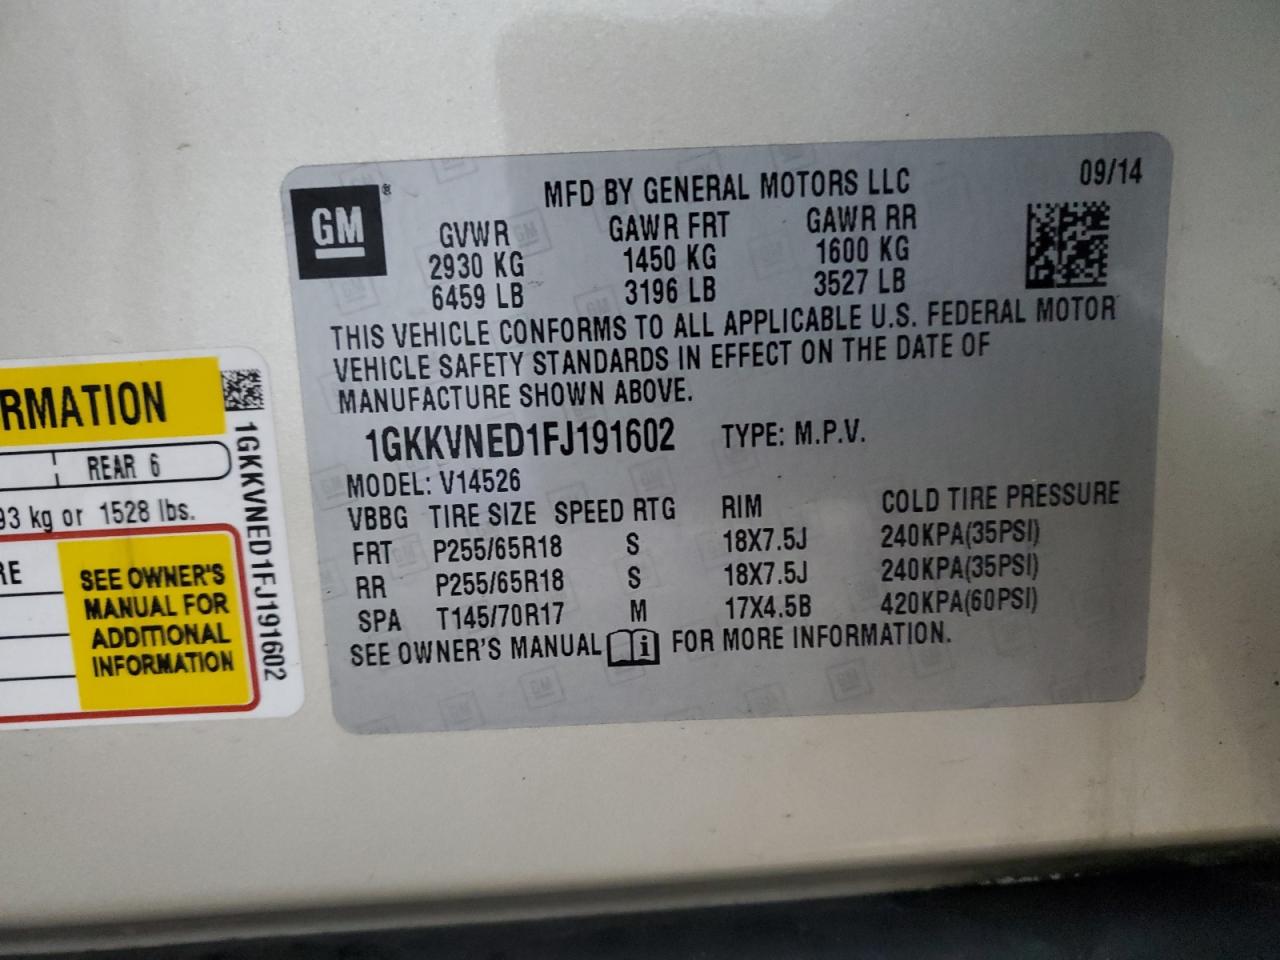 GM ®
MFD BY GENERAL MOTORS LLC 09/14
GVWR GAWR FRT GAWR RR
2930 KG 1450 KG 1600 KG
6459 LB 3196 LB 3527 LB
THIS VEHICLE CONFORMS TO ALL APPLICABLE U.S. FEDERAL MOTOR
VEHICLE SAFETY STANDARDS IN EFFECT ON THE DATE OF
MANUFACTURE SHOWN ABOVE.
1GKKVNED1FJ191602 TYPE: M.P.V.
MODEL: V14526
VBBG TIRE SIZE SPEED RTG RIM COLD TIRE PRESSURE
FRT P255/65R18 S 18X7.5J 240KPA(35PSI)
RR P255/65R18 S 18X7.5J 240KPA(35PSI)
SPA T145/70R17 M 17X4.5B 420KPA(60PSI)
SEE OWNER'S MANUAL FOR MORE INFORMATION.
RMATION
REAR 6
93 kg or 1528 lbs.
RE
SEE OWNER'S
MANUAL FOR
ADDITIONAL
INFORMATION
1GKKVNED1FJ191602